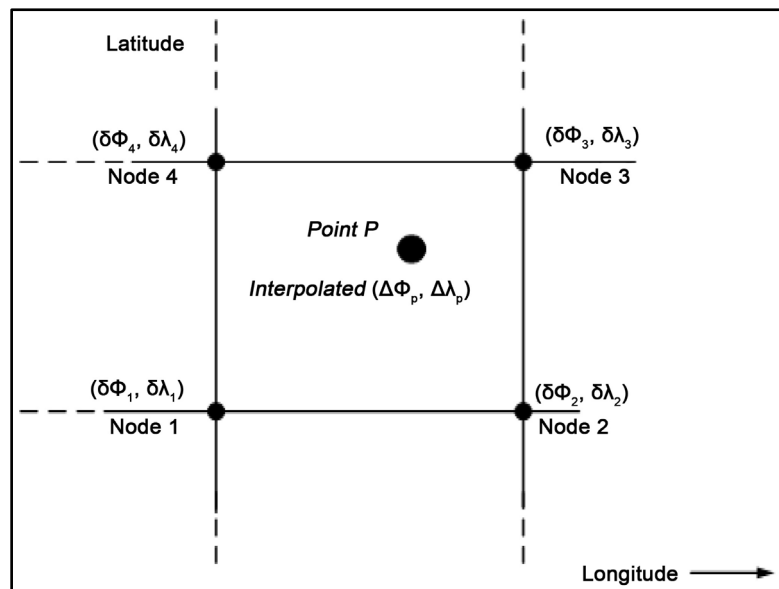 Latitude
(δΦ₄, δλ₄)
(δΦ₃, δλ₃)
Node 4
Node 3
Point P
Interpolated (ΔΦₚ, Δλₚ)
(δΦ₁, δλ₁)
(δΦ₂, δλ₂)
Node 1
Node 2
Longitude